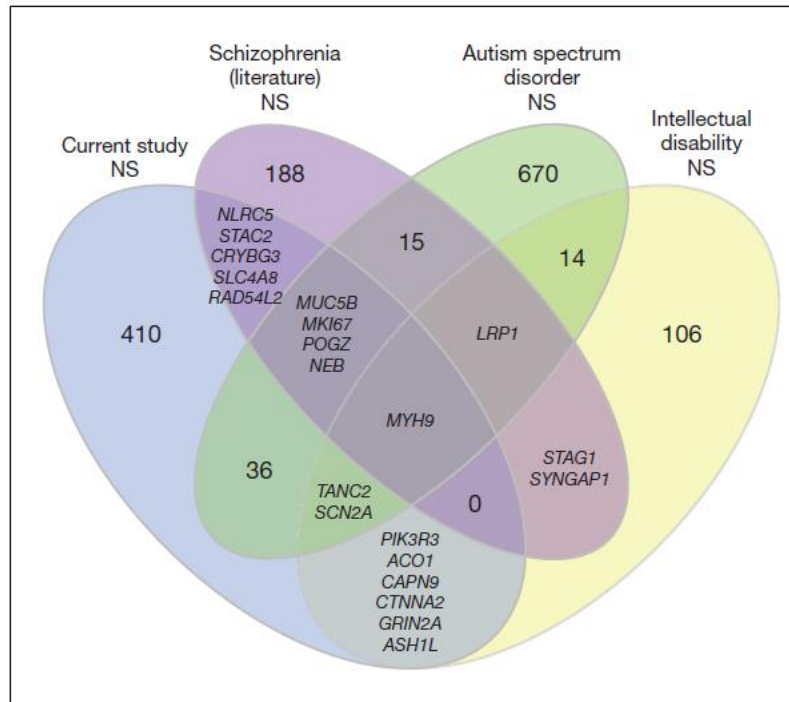 Schizophrenia
(literature)
NS
Autism spectrum
disorder
NS
Intellectual
disability
NS
Current study
NS
188
670
NLRC5
STAC2
CRYBG3
SLC4A8
RAD54L2
15
14
MUC5B
MKI67
POGZ
NEB
410
LRP1
106
MYH9
36
STAG1
SYNGAP1
TANC2
SCN2A
0
PIK3R3
ACO1
CAPN9
CTNNA2
GRIN2A
ASH1L